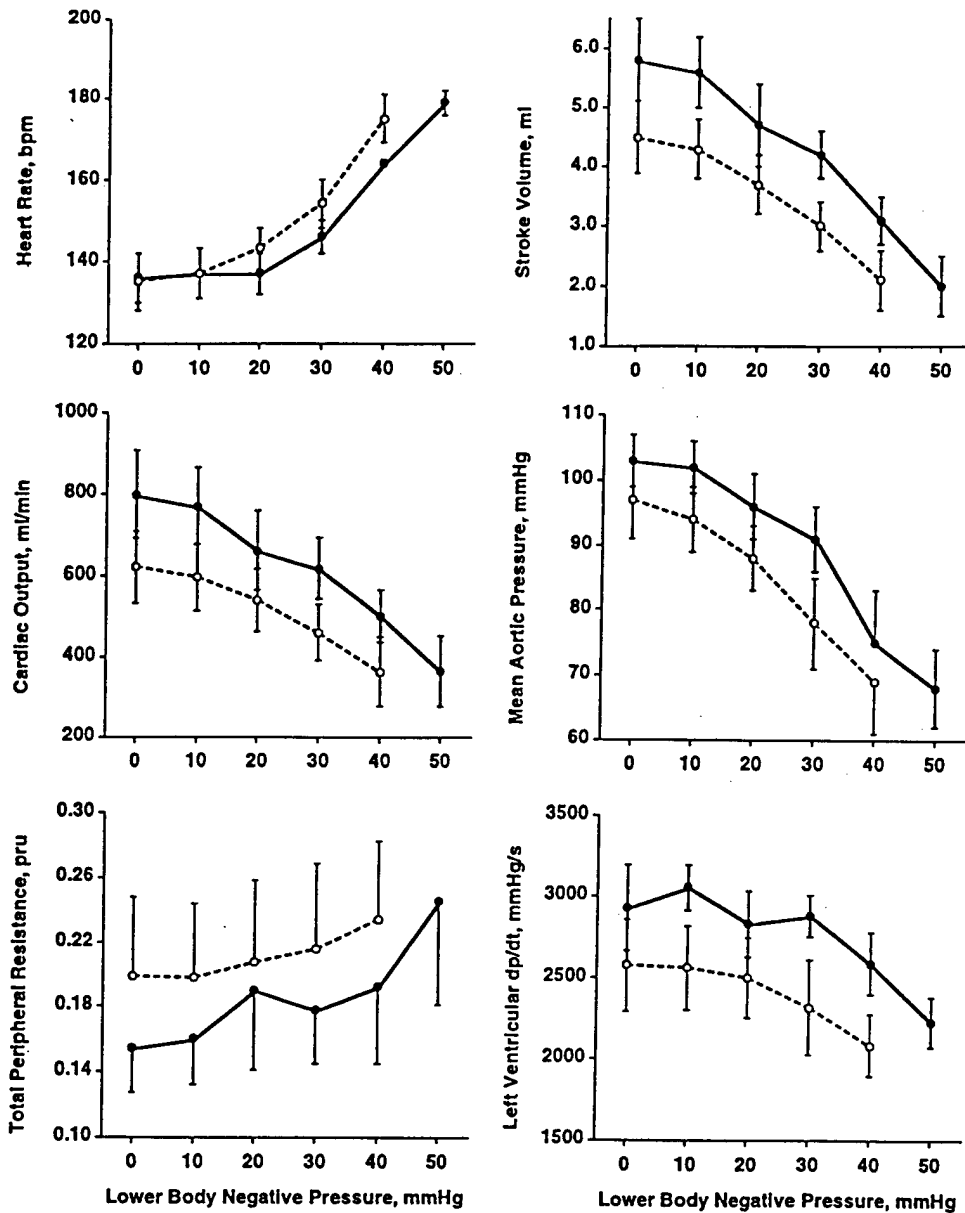 Heart Rate, bpm
200
180
160
140
120
0 10 20 30 40 50
Stroke Volume, ml
6.0
5.0
4.0
3.0
2.0
1.0
0 10 20 30 40 50
Cardiac Output, ml/min
1000
800
600
400
200
0 10 20 30 40 50
Mean Aortic Pressure, mmHg
110
100
90
80
70
60
0 10 20 30 40 50
Total Peripheral Resistance, pru
0.30
0.26
0.22
0.18
0.14
0.10
0 10 20 30 40 50
Lower Body Negative Pressure, mmHg
Left Ventricular dp/dt, mmHg/s
3500
3000
2500
2000
1500
0 10 20 30 40 50
Lower Body Negative Pressure, mmHg